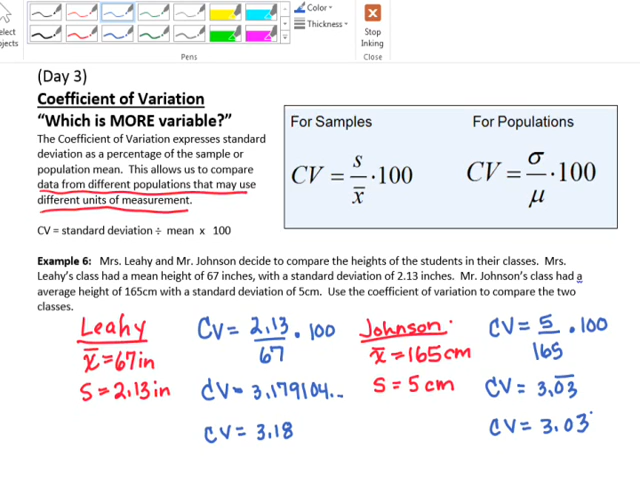 Select
Objects
Color
Thickness
Stop
Inking
Pens
Close
(Day 3)
Coefficient of Variation
“Which is MORE variable?”
The Coefficient of Variation expresses standard
deviation as a percentage of the sample or
population mean. This allows us to compare
data from different populations that may use
different units of measurement.
CV = standard deviation ÷ mean x 100
For Samples
CV = s/x̅ · 100
For Populations
CV = σ/μ · 100
Example 6: Mrs. Leahy and Mr. Johnson decide to compare the heights of the students in their classes. Mrs.
Leahy’s class had a mean height of 67 inches, with a standard deviation of 2.13 inches. Mr. Johnson’s class had a
average height of 165cm with a standard deviation of 5cm. Use the coefficient of variation to compare the two
classes.
Leahy
x̅ = 67in
S = 2.13 in
CV = 2.13/67 · 100
CV = 3.179104...
CV = 3.18
Johnson
x̅ = 165cm
S = 5cm
CV = 5/165 · 100
CV = 3.0̅3̅
CV = 3.03